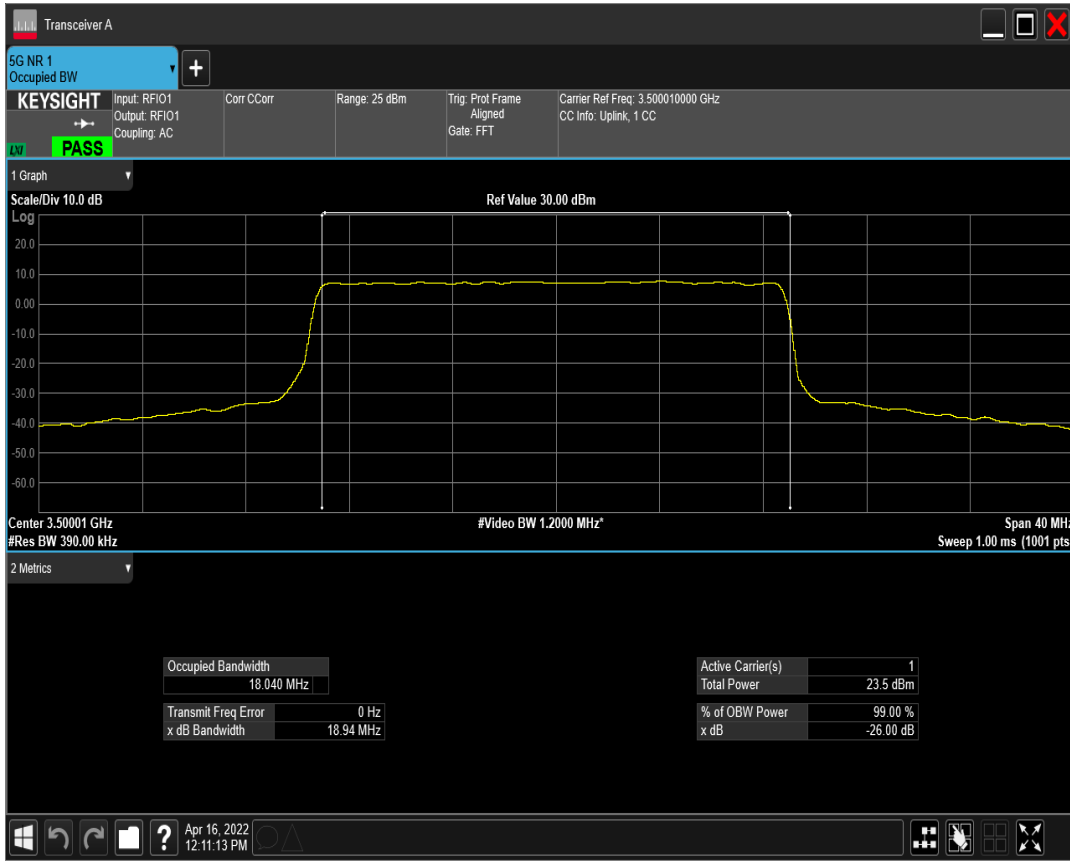 Transceiver A
5G NR 1
Occupied BW
+
KEYSIGHT
Input: RFIO1
Output: RFIO1
Coupling: AC
Corr CCorr
Range: 25 dBm
Trig: Prot Frame
Aligned
Gate: FFT
Carrier Ref Freq: 3.500010000 GHz
CC Info: Uplink, 1 CC
LXI
PASS
1 Graph
Scale/Div 10.0 dB
Ref Value 30.00 dBm
Log
20.0
10.0
0.00
-10.0
-20.0
-30.0
-40.0
-50.0
-60.0
Center 3.50001 GHz
#Video BW 1.2000 MHz*
Span 40 MHz
#Res BW 390.00 kHz
Sweep 1.00 ms (1001 pts
2 Metrics
Occupied Bandwidth
18.040 MHz
Transmit Freq Error 0 Hz
x dB Bandwidth 18.94 MHz
Active Carrier(s) 1
Total Power 23.5 dBm
% of OBW Power 99.00 %
x dB -26.00 dB
?
Apr 16, 2022
12:11:13 PM